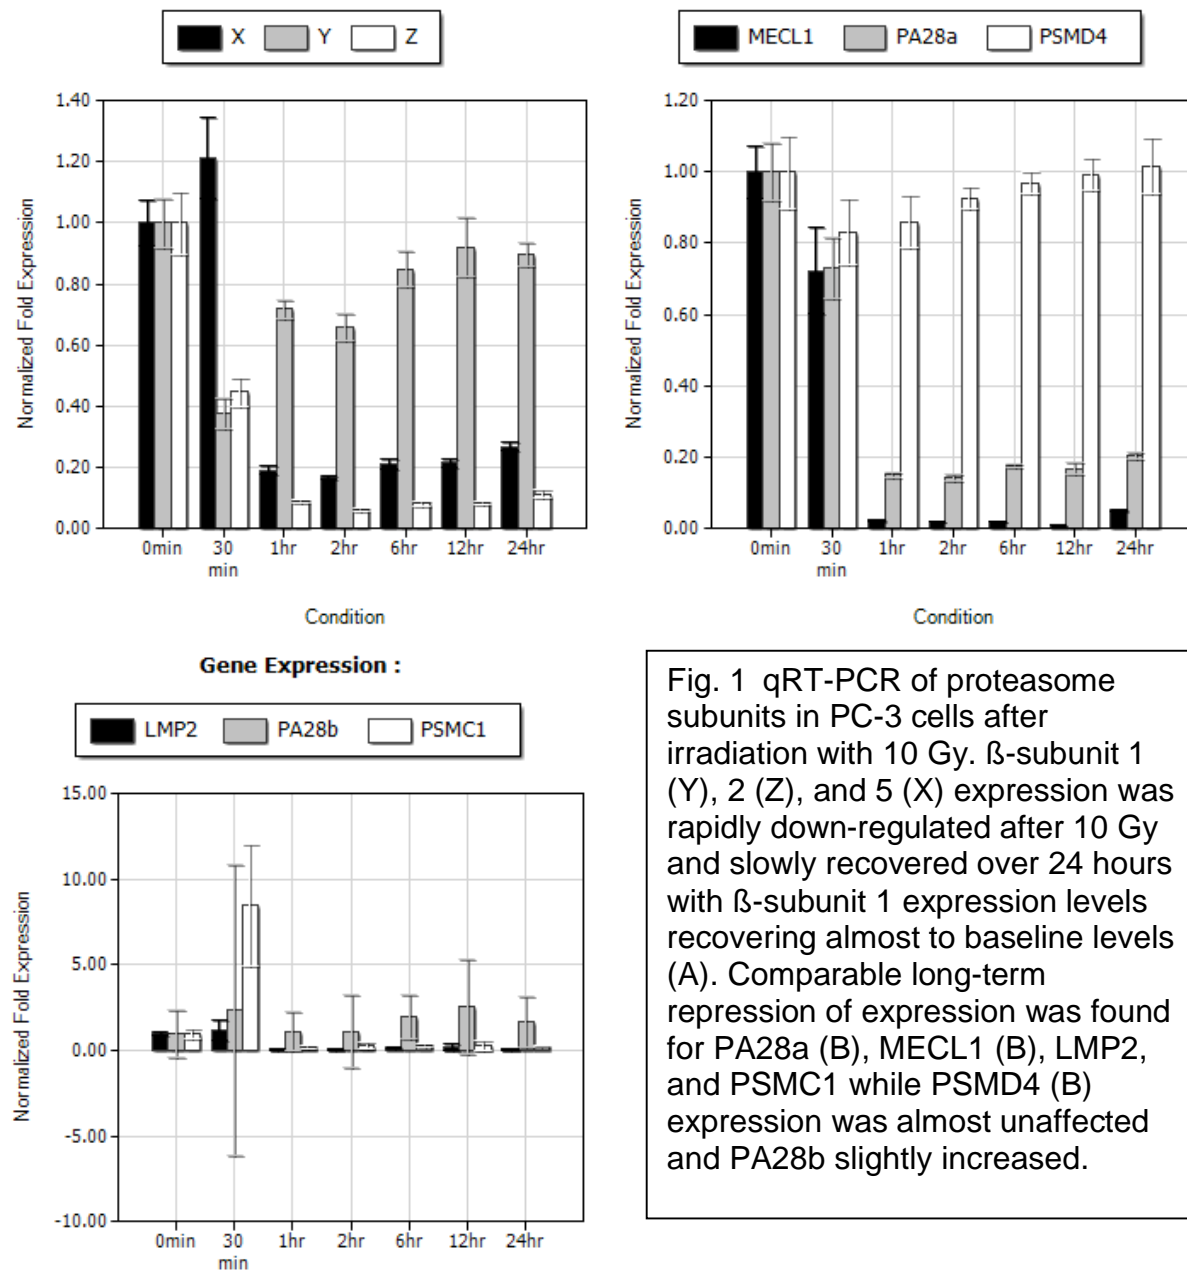 X Y Z
1.40
1.20
1.00
0.80
0.60
0.40
0.20
0.00
Normalized Fold Expression
0min 30 min 1hr 2hr 6hr 12hr 24hr
Condition
MECL1 PA28a PSMD4
1.20
1.00
0.80
0.60
0.40
0.20
0.00
Normalized Fold Expression
0min 30 min 1hr 2hr 6hr 12hr 24hr
Condition
Gene Expression :
LMP2 PA28b PSMC1
15.00
10.00
5.00
0.00
-5.00
-10.00
Normalized Fold Expression
0min 30 min 1hr 2hr 6hr 12hr 24hr
Fig. 1 qRT-PCR of proteasome
subunits in PC-3 cells after
irradiation with 10 Gy. ß-subunit 1
(Y), 2 (Z), and 5 (X) expression was
rapidly down-regulated after 10 Gy
and slowly recovered over 24 hours
with ß-subunit 1 expression levels
recovering almost to baseline levels
(A). Comparable long-term
repression of expression was found
for PA28a (B), MECL1 (B), LMP2,
and PSMC1 while PSMD4 (B)
expression was almost unaffected
and PA28b slightly increased.